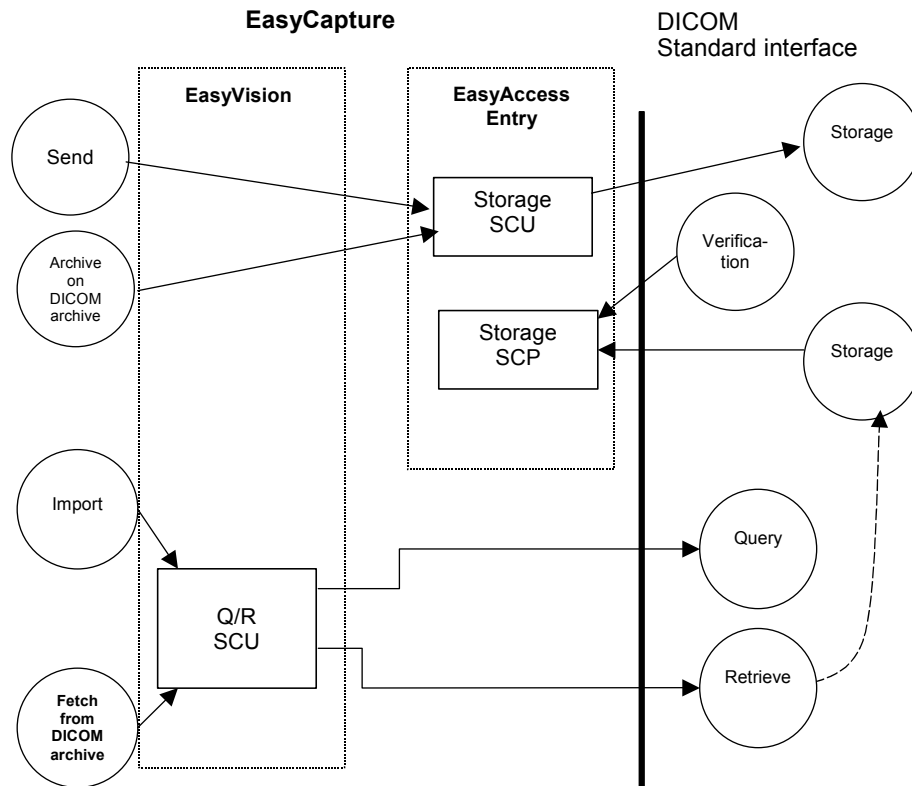 EasyCapture
DICOM
Standard interface
EasyVision
EasyAccess
Entry
Send
Storage
SCU
Storage
Archive
on
DICOM
archive
Verifica-
tion
Storage
SCP
Storage
Import
Query
Q/R
SCU
Retrieve
Fetch
from
DICOM
archive